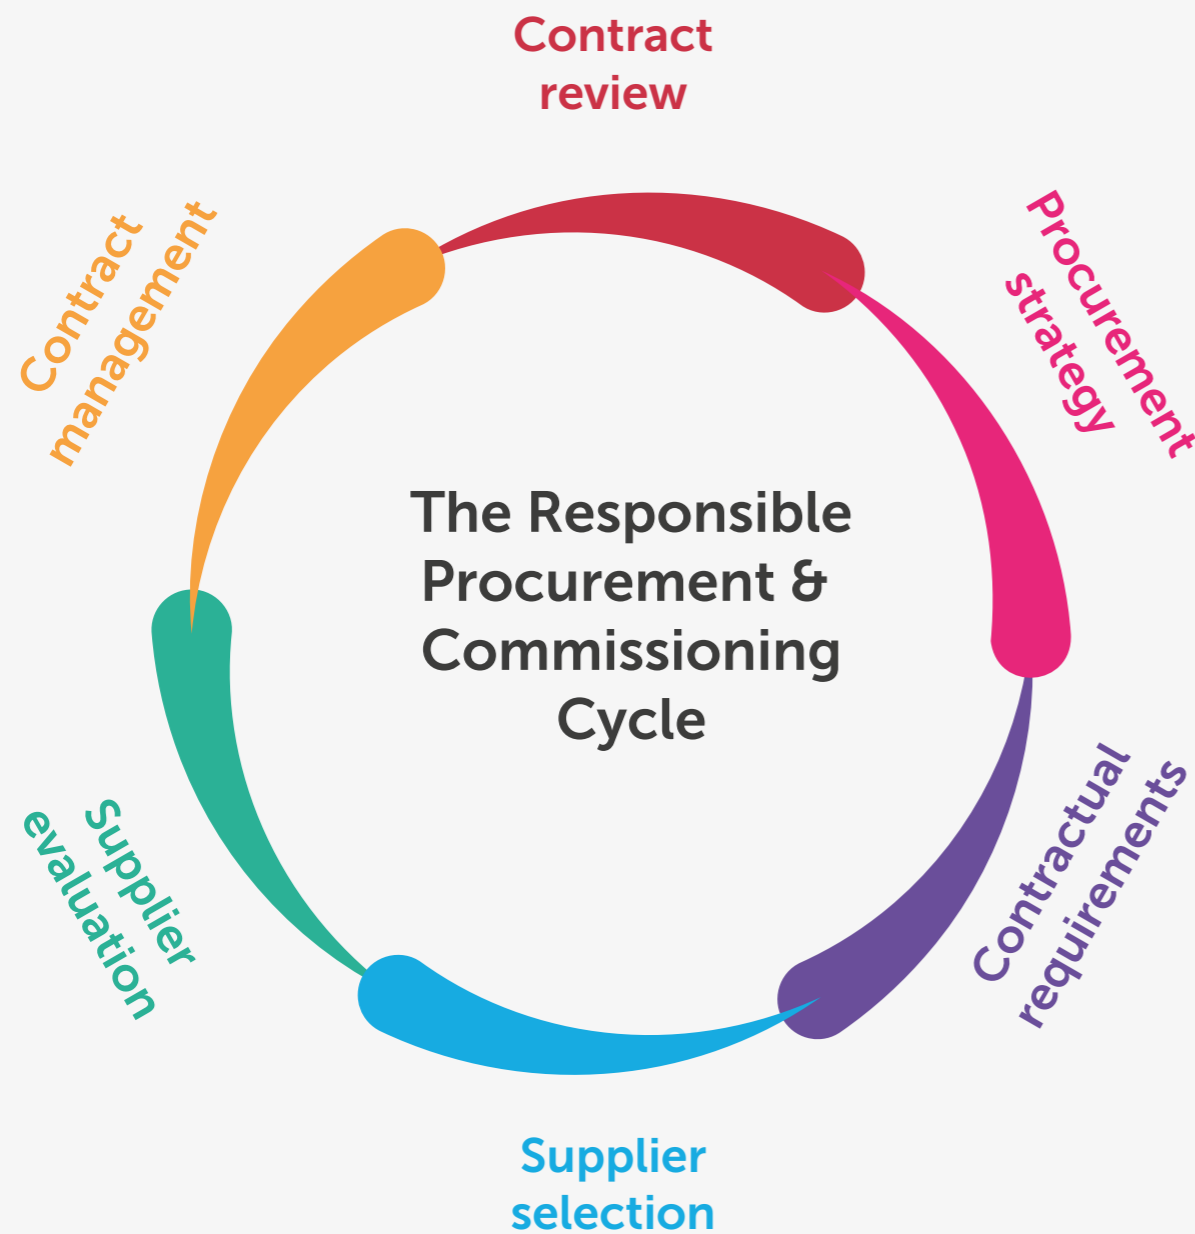 Contract
review
Procurement
strategy
Contractual
requirements
Supplier
selection
Supplier
evaluation
Contract
management
The Responsible
Procurement &
Commissioning
Cycle